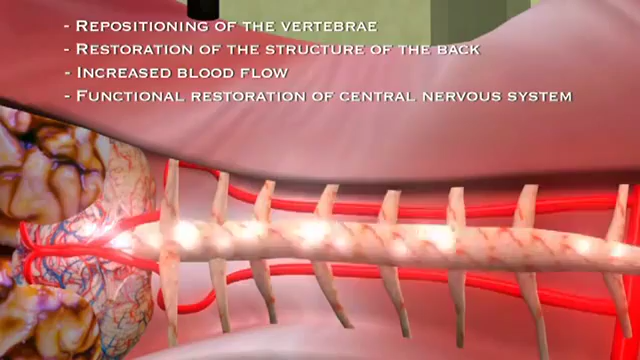 - Repositioning of the vertebrae
- Restoration of the structure of the back
- Increased blood flow
- Functional restoration of central nervous system